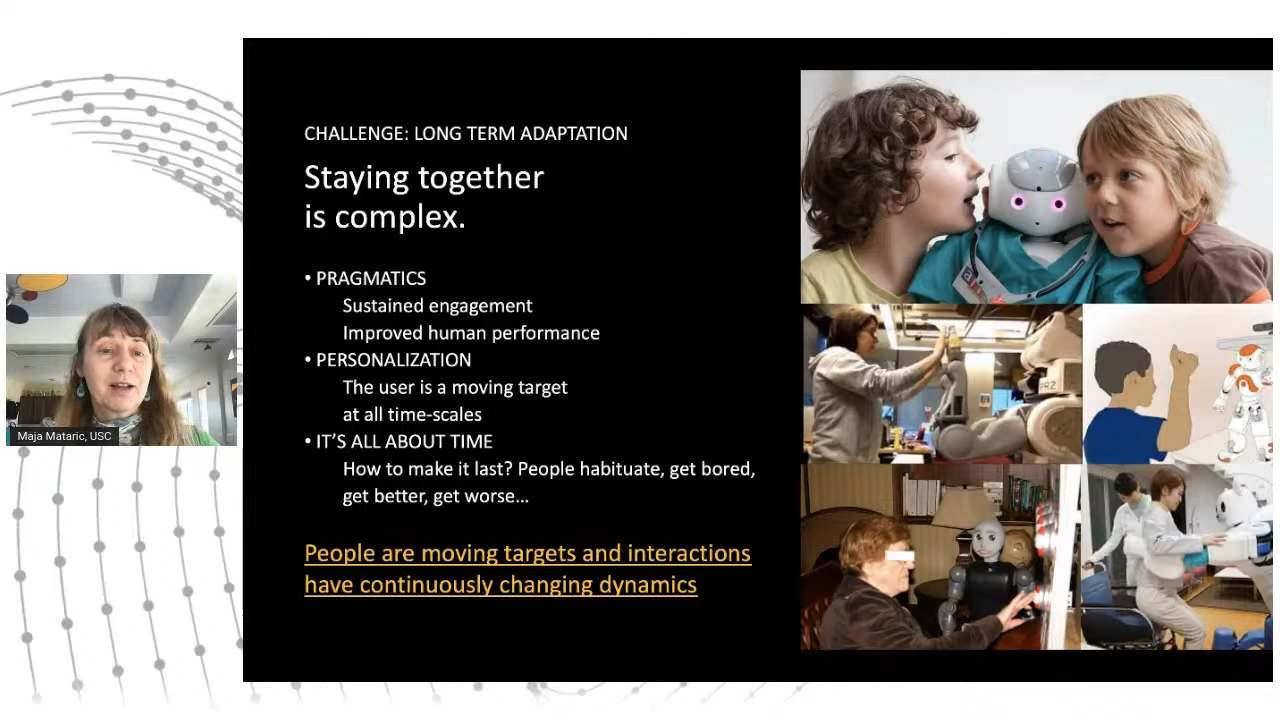 CHALLENGE: LONG TERM ADAPTATION
Staying together
is complex.
• PRAGMATICS
Sustained engagement
Improved human performance
• PERSONALIZATION
The user is a moving target
at all time-scales
• IT'S ALL ABOUT TIME
How to make it last? People habituate, get bored,
get better, get worse…
People are moving targets and interactions
have continuously changing dynamics
Maja Mataric, USC
PR2